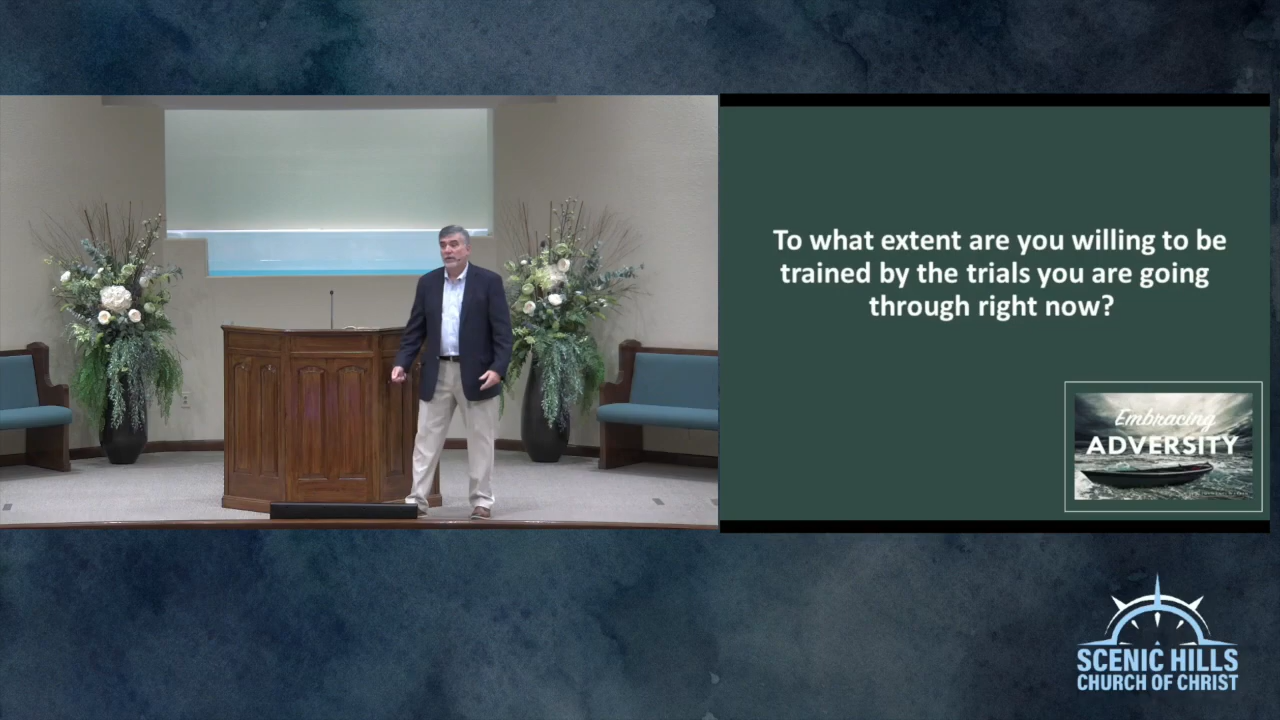 To what extent are you willing to be
trained by the trials you are going
through right now?
Embracing
ADVERSITY
SCENIC HILLS
CHURCH OF CHRIST